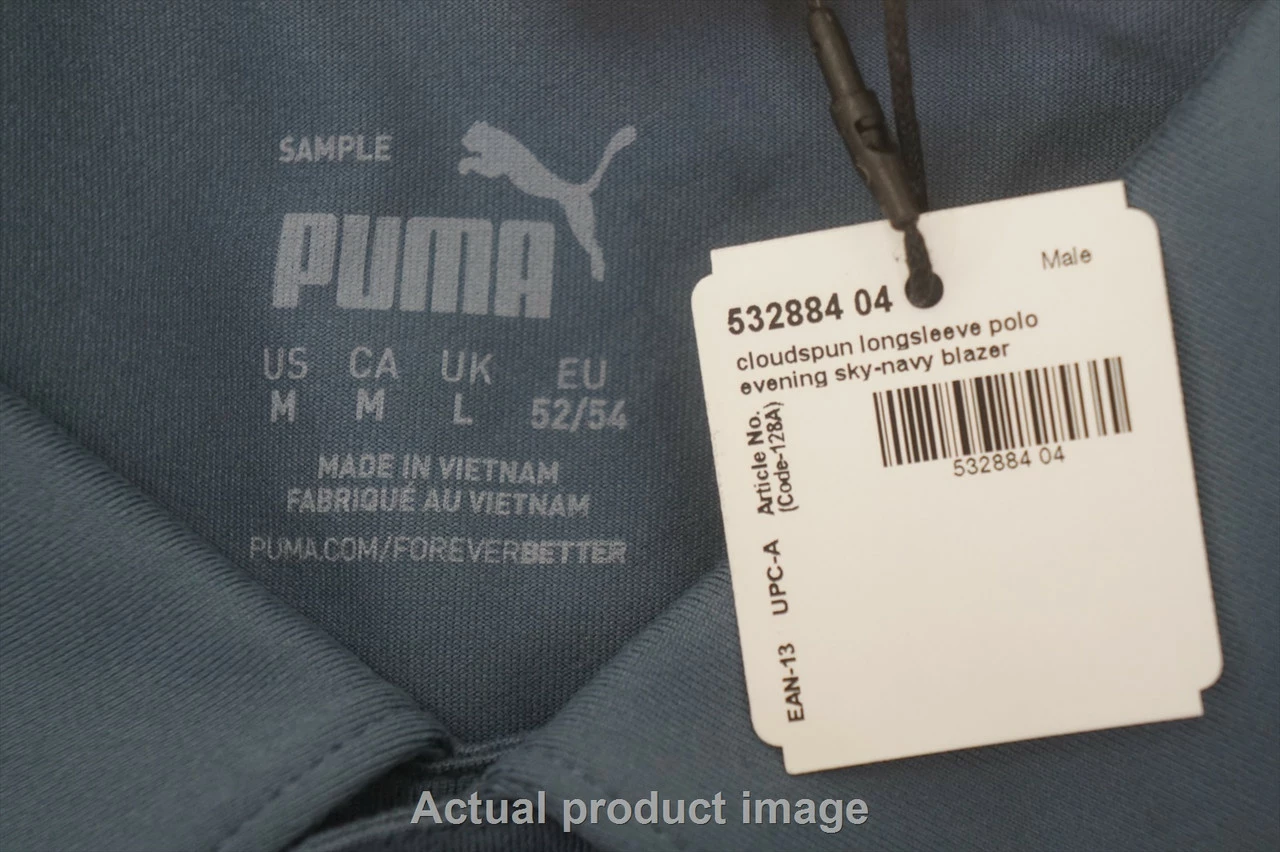 SAMPLE
PUMA
US CA UK EU
M M L 52/54
MADE IN VIETNAM
FABRIQUÉ AU VIETNAM
PUMA.COM/FOREVERBETTER
Male
532884 04
cloudspun longsleeve polo
evening sky-navy blazer
Article No.
(Code-128A)
532884 04
UPC-A
EAN-13
Actual product image